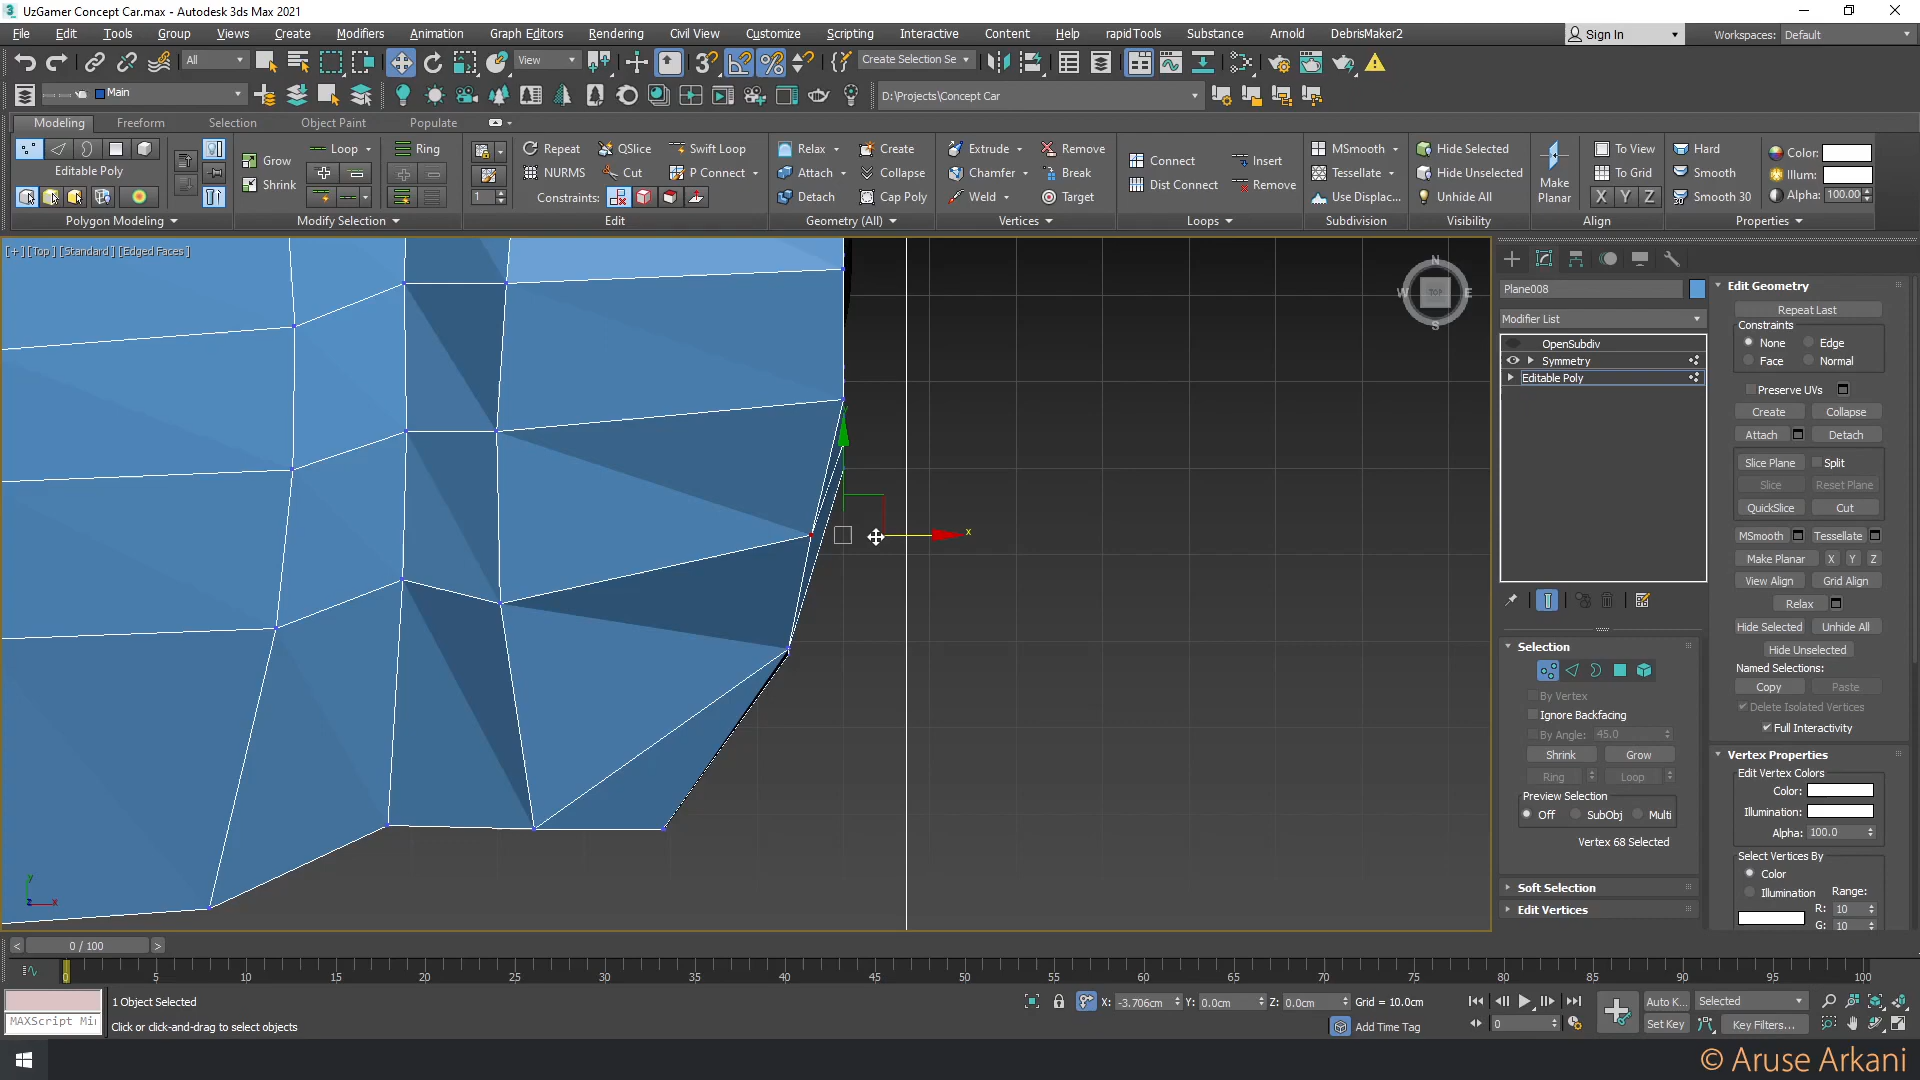 UzGamer Concept Car.max - Autodesk 3ds Max 2021
File Edit Tools Group Views Create Modifiers Animation Graph Editors Rendering Civil View Customize Scripting Interactive Content Help rapidTools Substance Arnold DebrisMaker2 Sign In Workspaces: Default
All View Create Selection Se
Main D:\Projects\Concept Car
Modeling Freeform Selection Object Paint Populate
Grow Loop Ring Repeat QSlice Swift Loop Relax Create Extrude Remove Connect Insert MSmooth Hide Selected Make Planar To View Hard Color:
Editable Poly Shrink 1 NURMS Cut P Connect Attach Collapse Chamfer Break Dist Connect Remove Tessellate Hide Unselected To Grid Smooth Illum:
Constraints: Detach Cap Poly Weld Target Use Displac... Unhide All X Y Z Smooth 30 Alpha: 100.00
Polygon Modeling Modify Selection Edit Geometry (All) Vertices Loops Subdivision Visibility Align Properties
[+] [Top] [Standard] [Edged Faces]
N
W TOP E
S
x
y
z x
Plane008
Modifier List
OpenSubdiv
Symmetry
Editable Poly
Selection
By Vertex
Ignore Backfacing
By Angle: 45.0
Shrink Grow
Ring Loop
Preview Selection
Off SubObj Multi
Vertex 68 Selected
Soft Selection
Edit Vertices
Edit Geometry
Repeat Last
Constraints
None Edge
Face Normal
Preserve UVs
Create Collapse
Attach Detach
Slice Plane Split
Slice Reset Plane
QuickSlice Cut
MSmooth Tessellate
Make Planar X Y Z
View Align Grid Align
Relax
Hide Selected Unhide All
Hide Unselected
Named Selections:
Copy Paste
Delete Isolated Vertices
Full Interactivity
Vertex Properties
Edit Vertex Colors
Color:
Illumination:
Alpha: 100.0
Select Vertices By
Color
Illumination Range:
R: 10
G: 10
< 0 / 100 >
0 5 10 15 20 25 30 35 40 45 50 55 60 65 70 75 80 85 90 95 100
1 Object Selected X: -3.706cm Y: 0.0cm Z: 0.0cm Grid = 10.0cm Auto K... Selected
MAXScript Mi Click or click-and-drag to select objects Add Time Tag 0 Set Key Key Filters...
© Aruse Arkani